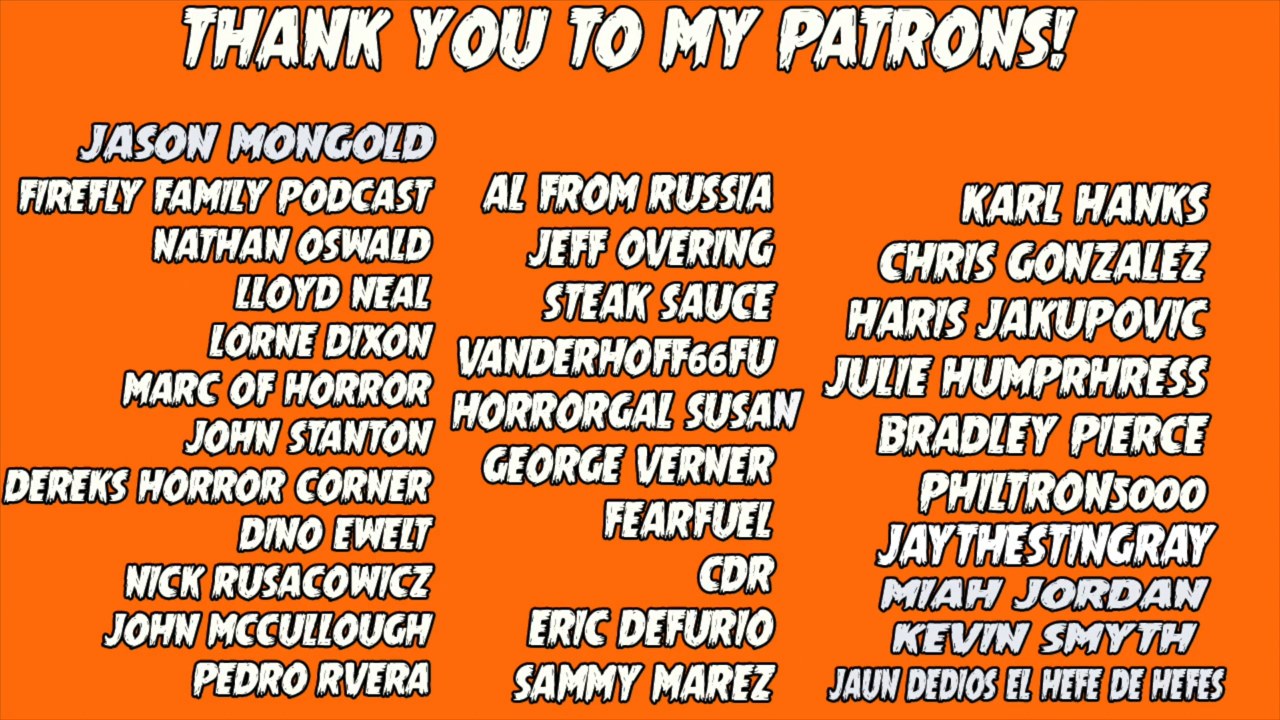 THANK YOU TO MY PATRONS!
JASON MONGOLD
FIREFLY FAMILY PODCAST
NATHAN OSWALD
LLOYD NEAL
LORNE DIXON
MARC OF HORROR
JOHN STANTON
DEREKS HORROR CORNER
DINO EWELT
NICK RUSACOWICZ
JOHN MCCULLOUGH
PEDRO RVERA
AL FROM RUSSIA
JEFF OVERING
STEAK SAUCE
VANDERHOFF66FU
HORRORGAL SUSAN
GEORGE VERNER
FEARFUEL
CDR
ERIC DEFURIO
SAMMY MAREZ
KARL HANKS
CHRIS GONZALEZ
HARIS JAKUPOVIC
JULIE HUMPRHRESS
BRADLEY PIERCE
PHILTRON5000
JAYTHESTINGRAY
MIAH JORDAN
KEVIN SMYTH
JAUN DEDIOS EL HEFE DE HEFES